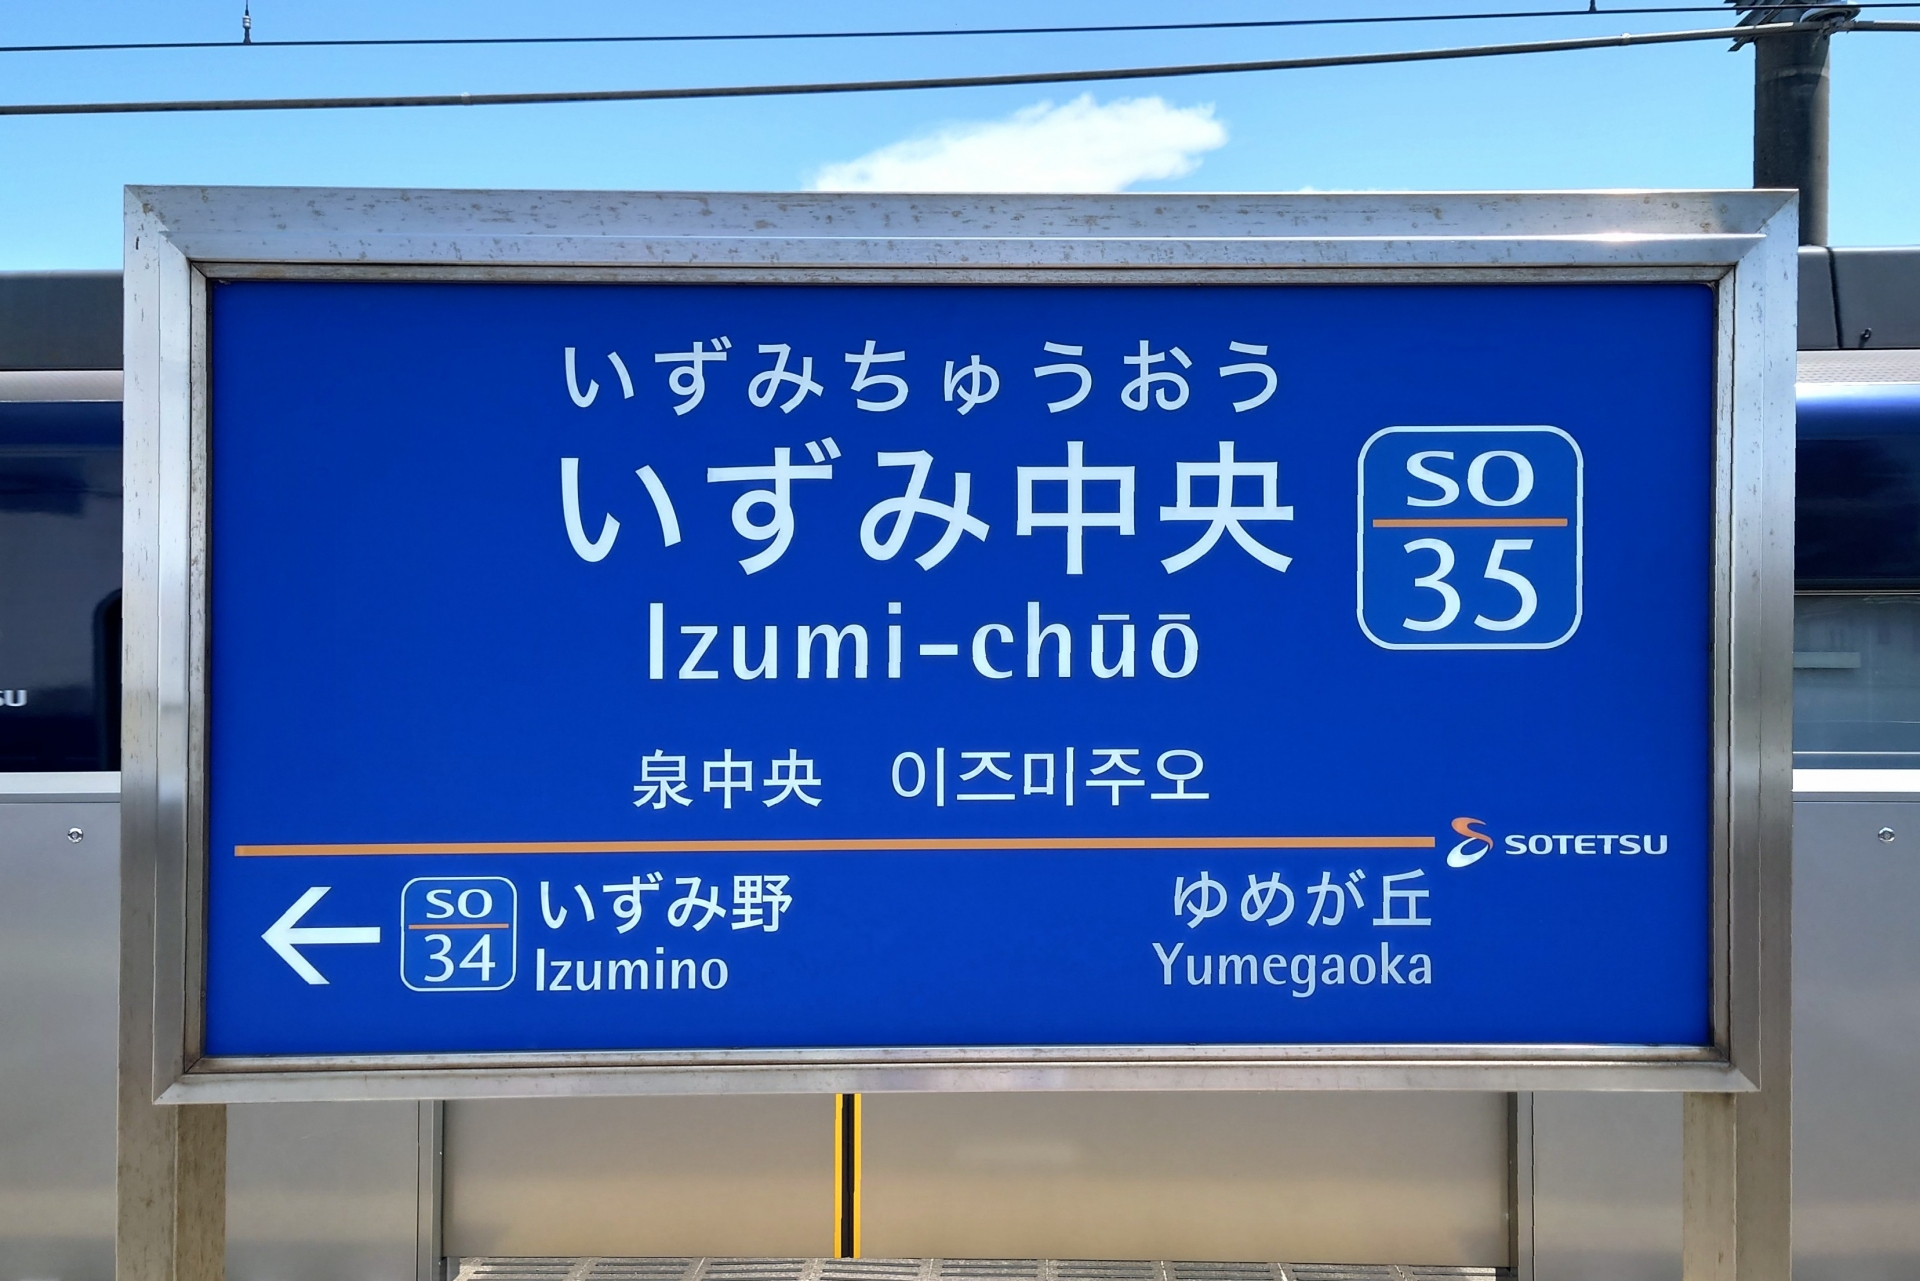 いずみちゅうおう
いずみ中央
SO
35
Izumi-chūō
泉中央 이즈미주오
SOTETSU
SO
34
いずみ野
Izumino
ゆめが丘
Yumegaoka